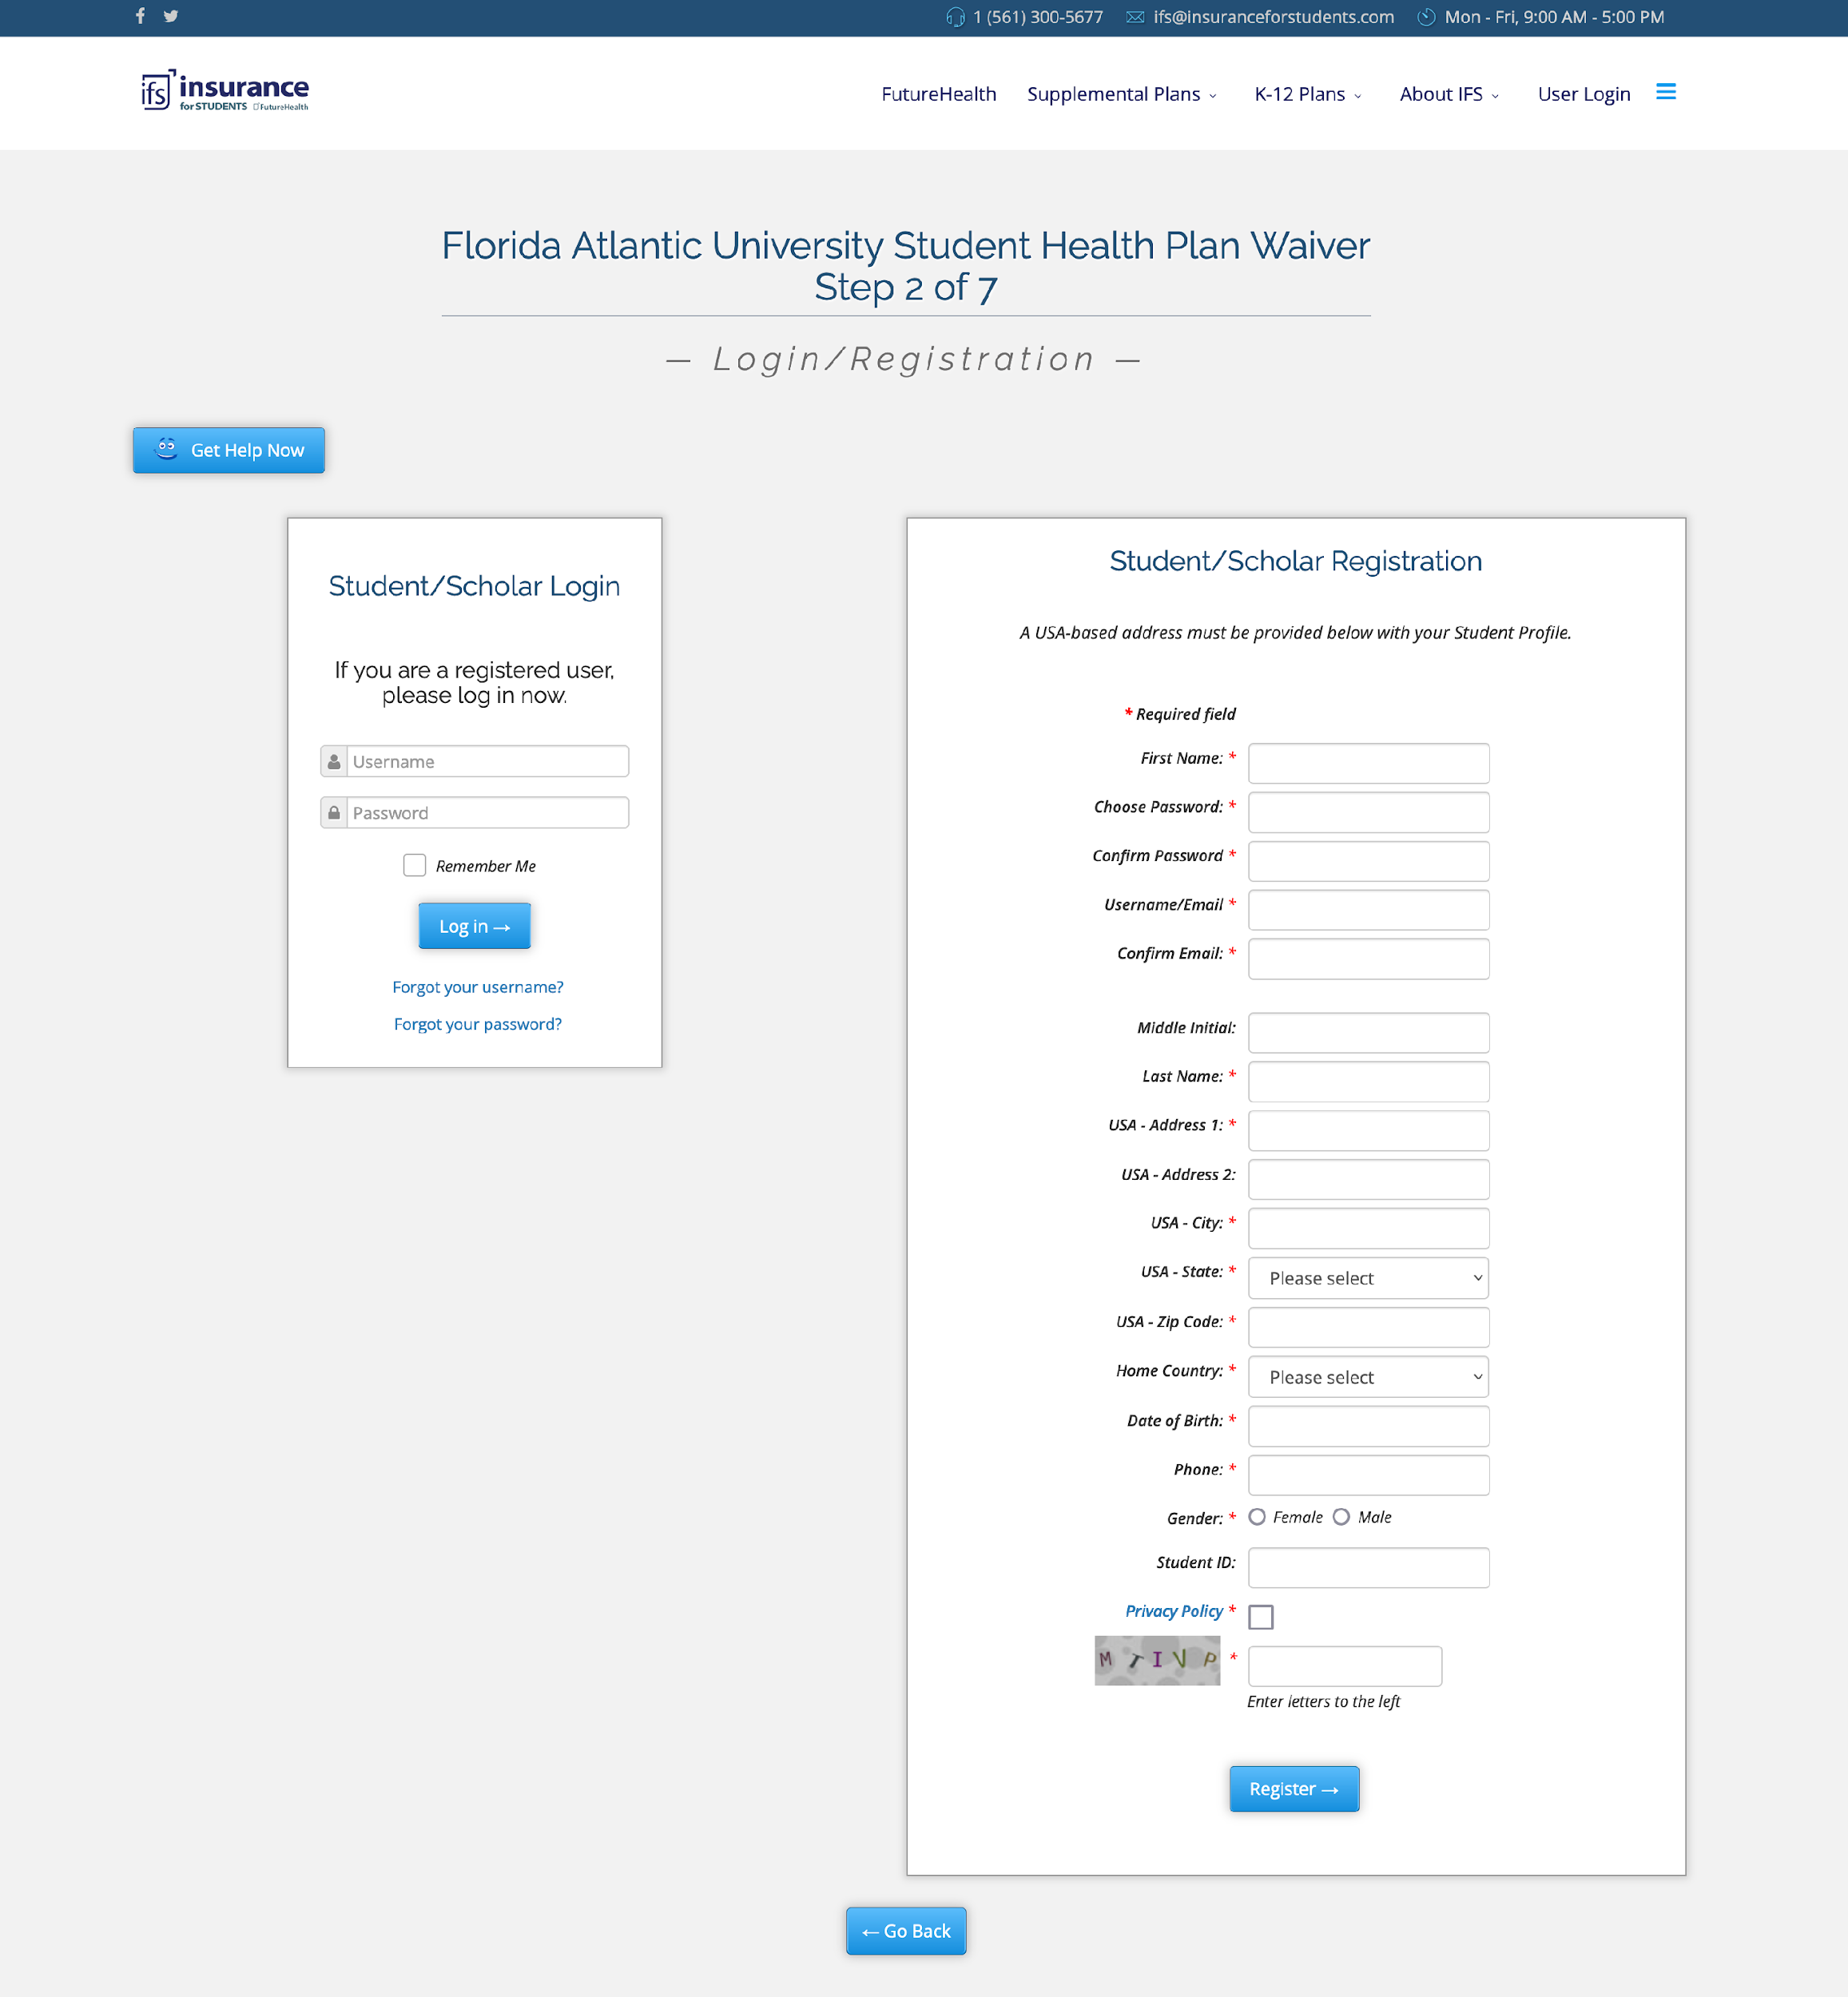 1 (561) 300-5677 ifs@insuranceforstudents.com Mon - Fri, 9:00 AM - 5:00 PM
ifs insurance
for STUDENTS FutureHealth
FutureHealth Supplemental Plans K-12 Plans About IFS User Login
Florida Atlantic University Student Health Plan Waiver
Step 2 of 7
— Login/Registration —
Get Help Now
Student/Scholar Login
If you are a registered user,
please log in now.
Username
Password
Remember Me
Log in →
Forgot your username?
Forgot your password?
Student/Scholar Registration
A USA-based address must be provided below with your Student Profile.
* Required field
First Name: *
Choose Password: *
Confirm Password *
Username/Email *
Confirm Email: *
Middle Initial:
Last Name: *
USA - Address 1: *
USA - Address 2:
USA - City: *
USA - State: * Please select
USA - Zip Code: *
Home Country: * Please select
Date of Birth: *
Phone: *
Gender: * Female Male
Student ID:
Privacy Policy *
M T I V P *
Enter letters to the left
Register →
← Go Back